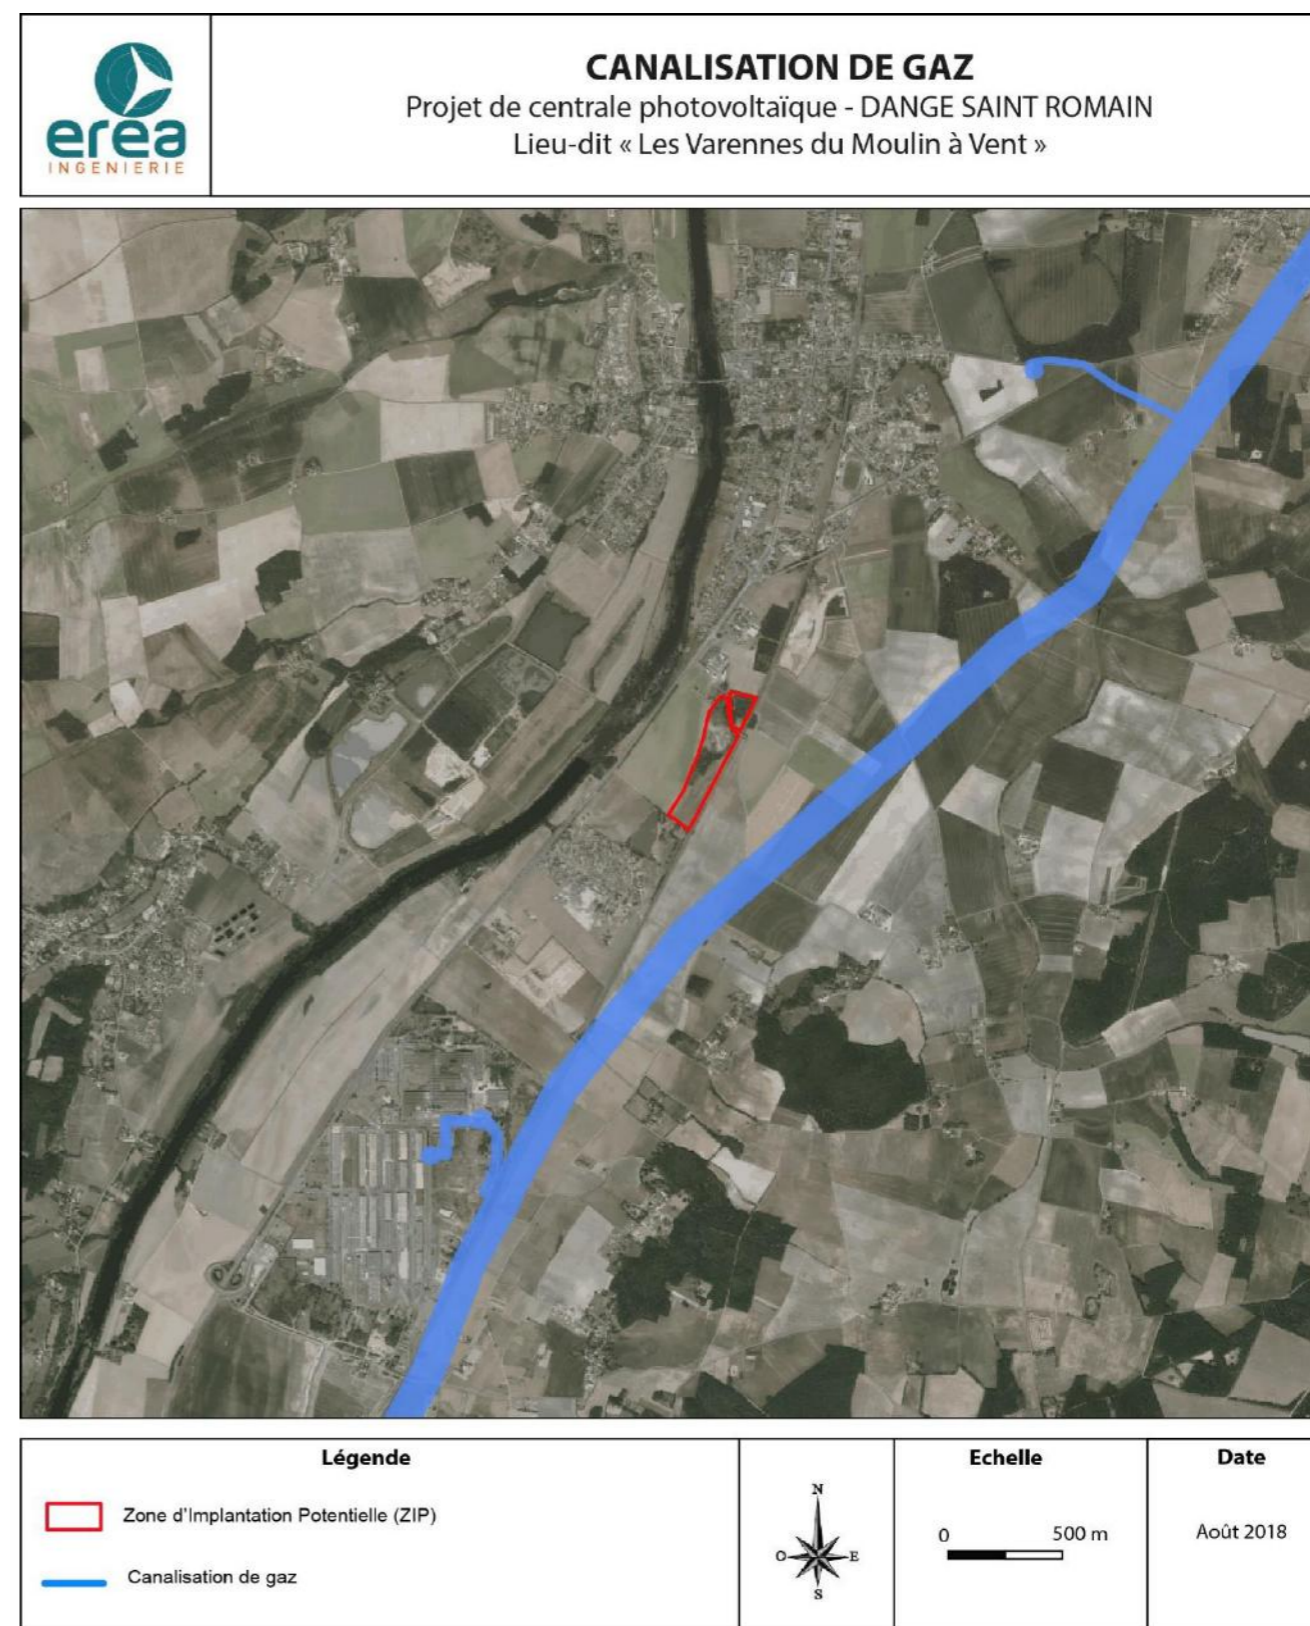 erea
INGENIERIE
CANALISATION DE GAZ
Projet de centrale photovoltaïque - DANGE SAINT ROMAIN
Lieu-dit « Les Varennes du Moulin à Vent »
Légende
Zone d'Implantation Potentielle (ZIP)
Canalisation de gaz
N
O
E
S
Echelle
0
500 m
Date
Août 2018